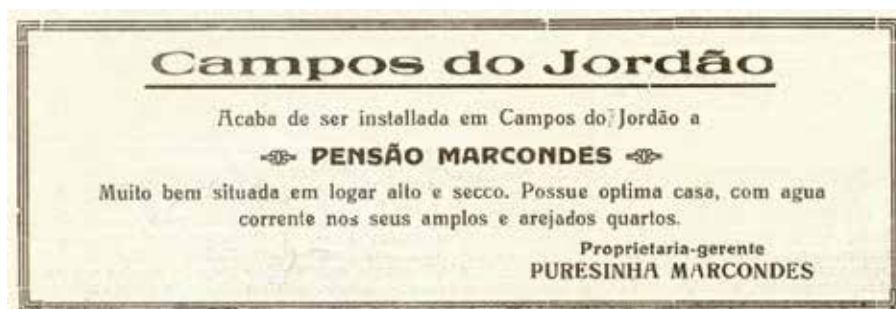 Campos do Jordão
Acaba de ser installada em Campos do Jordão a
PENSÃO MARCONDES
Muito bem situada em logar alto e secco. Possue optima casa, com agua
corrente nos seus amplos e arejados quartos.
Proprietaria-gerente
PURESINHA MARCONDES